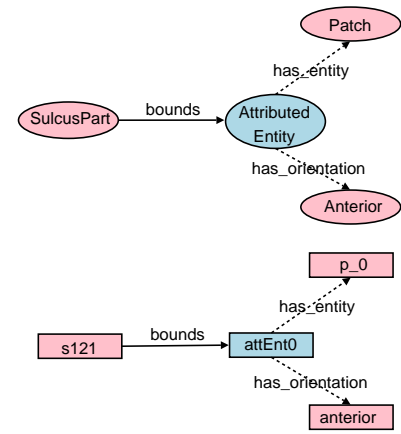 Patch
has_entity
bounds
SulcusPart
Attributed
Entity
has_orientation
Anterior
p_0
has_entity
bounds
s121
attEnt0
has_orientation
anterior